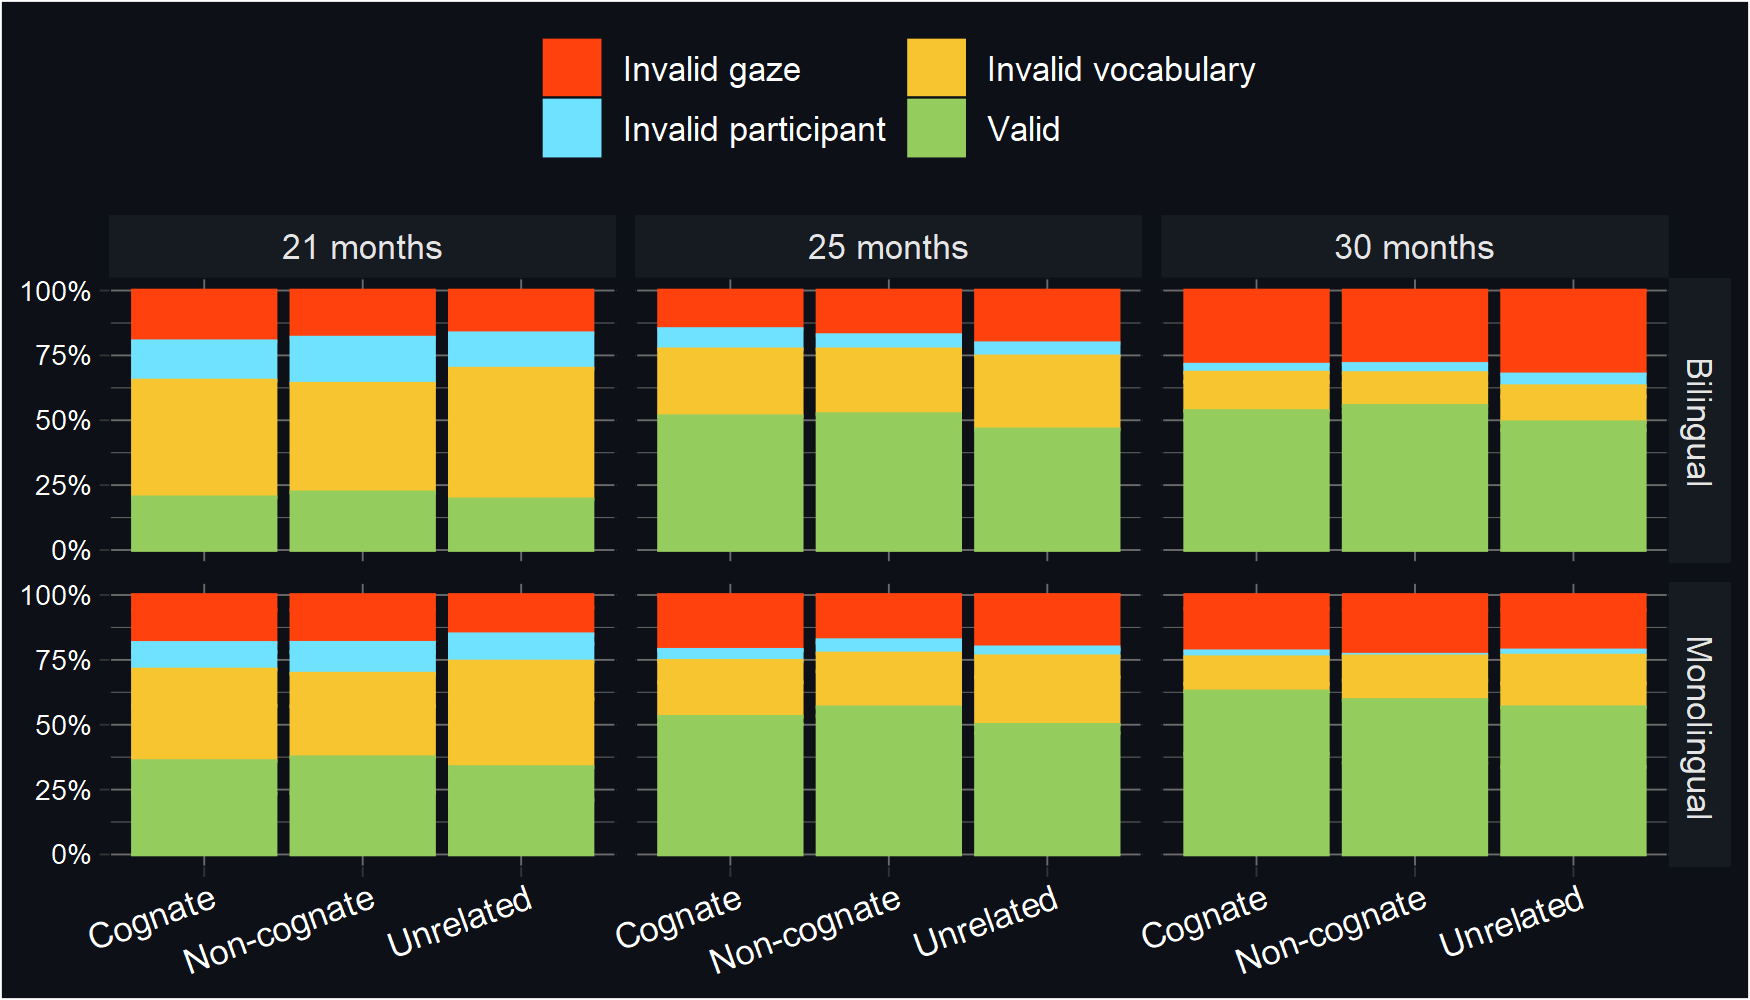 Invalid gaze
Invalid vocabulary
Invalid participant
Valid
21 months
25 months
30 months
100%
75%
50%
25%
0%
Bilingual
100%
75%
50%
25%
0%
Monolingual
Cognate
Non-cognate
Unrelated
Cognate
Non-cognate
Unrelated
Cognate
Non-cognate
Unrelated